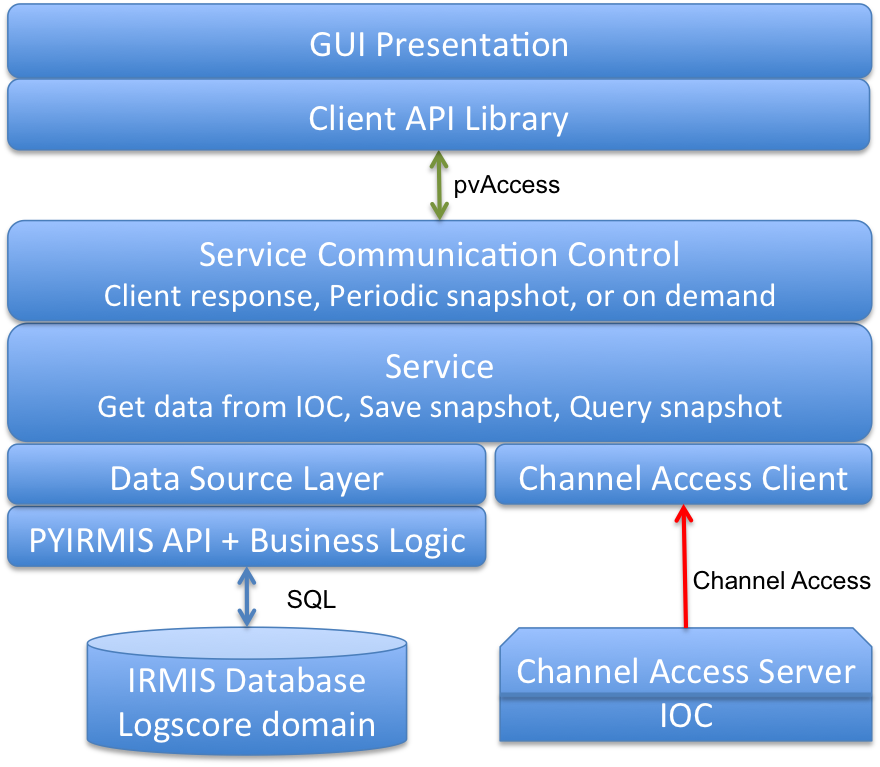 GUI Presentation
Client API Library
pvAccess
Service Communication Control
Client response, Periodic snapshot, or on demand
Service
Get data from IOC, Save snapshot, Query snapshot
Data Source Layer
Channel Access Client
PYIRMIS API + Business Logic
SQL
Channel Access
IRMIS Database
Logscore domain
Channel Access Server
IOC